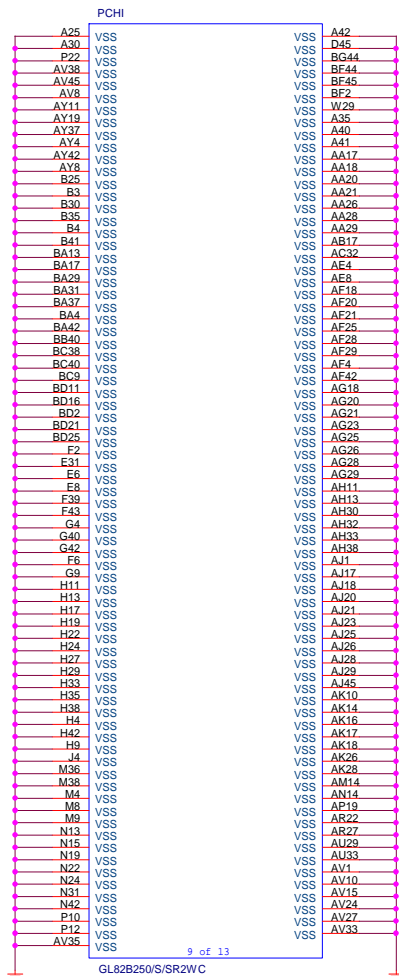 PCHI
A25 VSS VSS A42
A30 VSS VSS D45
P22 VSS VSS BG44
AV38 VSS VSS BF44
AV45 VSS VSS BF45
AV8 VSS VSS BF2
AY11 VSS VSS W29
AY19 VSS VSS A35
AY37 VSS VSS A40
AY4 VSS VSS A41
AY42 VSS VSS AA17
AY8 VSS VSS AA18
B25 VSS VSS AA20
B3 VSS VSS AA21
B30 VSS VSS AA26
B35 VSS VSS AA28
B4 VSS VSS AA29
B41 VSS VSS AB17
BA13 VSS VSS AC32
BA17 VSS VSS AE4
BA29 VSS VSS AE8
BA31 VSS VSS AF18
BA37 VSS VSS AF20
BA4 VSS VSS AF21
BA42 VSS VSS AF25
BB40 VSS VSS AF28
BC38 VSS VSS AF29
BC40 VSS VSS AF4
BC9 VSS VSS AF42
BD11 VSS VSS AG18
BD16 VSS VSS AG20
BD2 VSS VSS AG21
BD21 VSS VSS AG23
BD25 VSS VSS AG25
F2 VSS VSS AG26
E31 VSS VSS AG28
E6 VSS VSS AG29
E8 VSS VSS AH11
F39 VSS VSS AH13
F43 VSS VSS AH30
G4 VSS VSS AH32
G40 VSS VSS AH33
G42 VSS VSS AH38
F6 VSS VSS AJ1
G9 VSS VSS AJ17
H11 VSS VSS AJ18
H13 VSS VSS AJ20
H17 VSS VSS AJ21
H19 VSS VSS AJ23
H22 VSS VSS AJ25
H24 VSS VSS AJ26
H27 VSS VSS AJ28
H29 VSS VSS AJ29
H33 VSS VSS AJ45
H35 VSS VSS AK10
H38 VSS VSS AK14
H4 VSS VSS AK16
H42 VSS VSS AK17
H9 VSS VSS AK18
J4 VSS VSS AK26
M36 VSS VSS AK28
M38 VSS VSS AM14
M4 VSS VSS AN14
M8 VSS VSS AP19
M9 VSS VSS AR22
N13 VSS VSS AR27
N15 VSS VSS AU29
N19 VSS VSS AU33
N22 VSS VSS AV1
N24 VSS VSS AV10
N31 VSS VSS AV15
N42 VSS VSS AV24
P10 VSS VSS AV27
P12 VSS VSS AV33
AV35 VSS
9 of 13
GL82B250/S/SR2WC